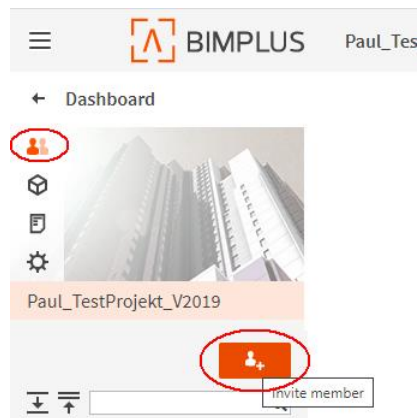 BIMPLUS Paul_Tes
Dashboard
Paul_TestProjekt_V2019
Invite member